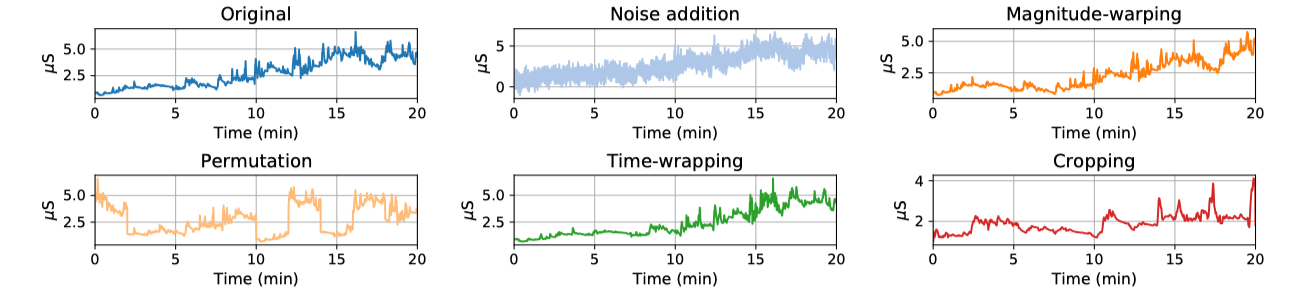 Original
Noise addition
Magnitude-warping
µS
5.0
2.5
0 5 10 15 20
Time (min)
µS
5
0
0 5 10 15 20
Time (min)
µS
5.0
2.5
0 5 10 15 20
Time (min)
Permutation
Time-wrapping
Cropping
µS
5.0
2.5
0 5 10 15 20
Time (min)
µS
5.0
2.5
0 5 10 15 20
Time (min)
µS
4
2
0 5 10 15 20
Time (min)